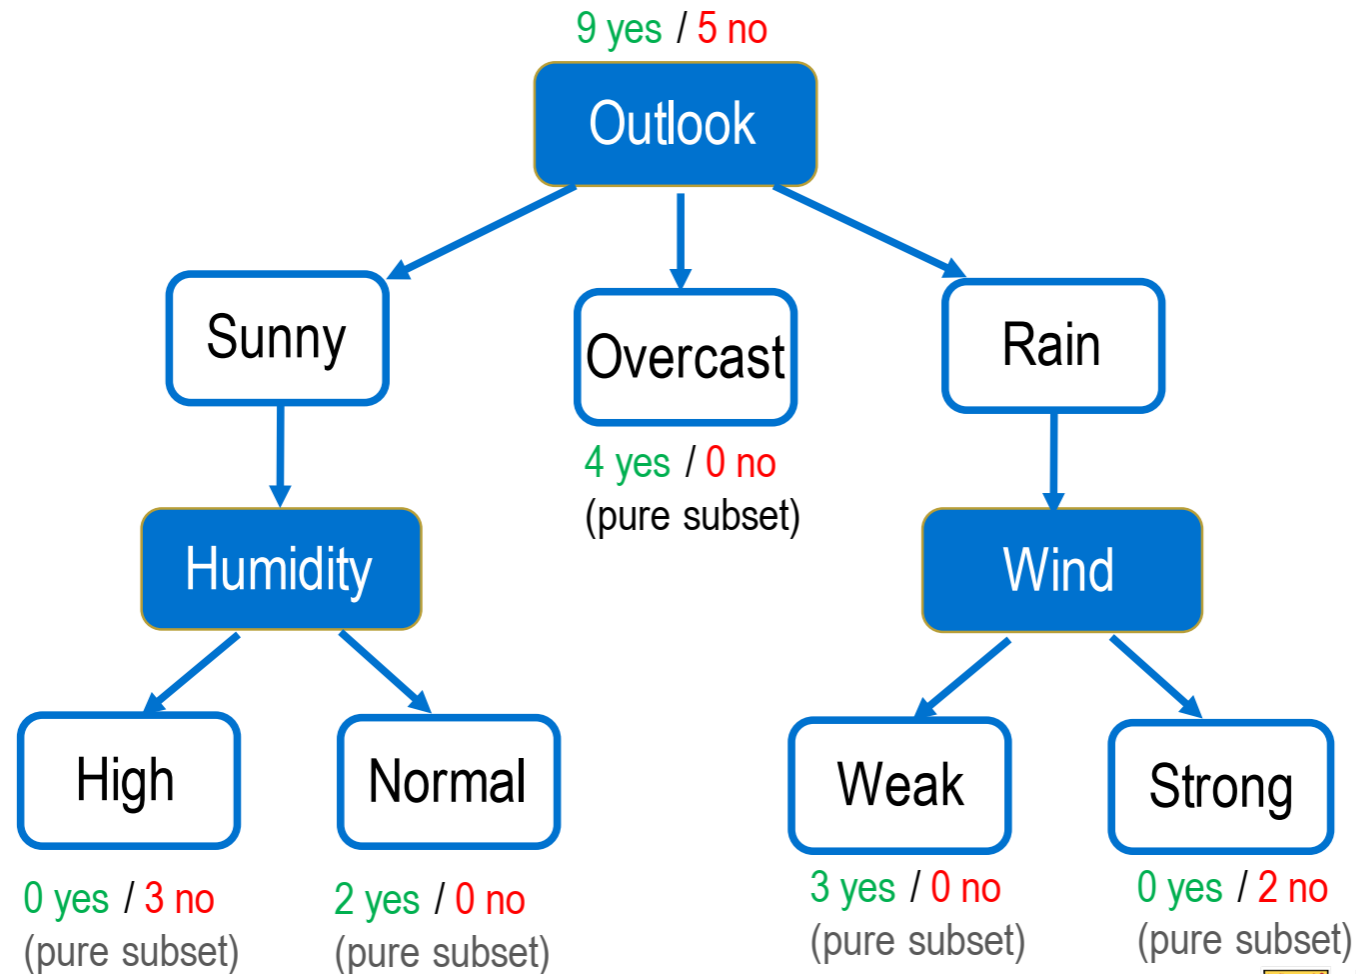 9 yes / 5 no
Outlook
Sunny
Overcast
Rain
4 yes / 0 no
(pure subset)
Humidity
Wind
High
Normal
Weak
Strong
0 yes / 3 no
(pure subset)
2 yes / 0 no
(pure subset)
3 yes / 0 no
(pure subset)
0 yes / 2 no
(pure subset)